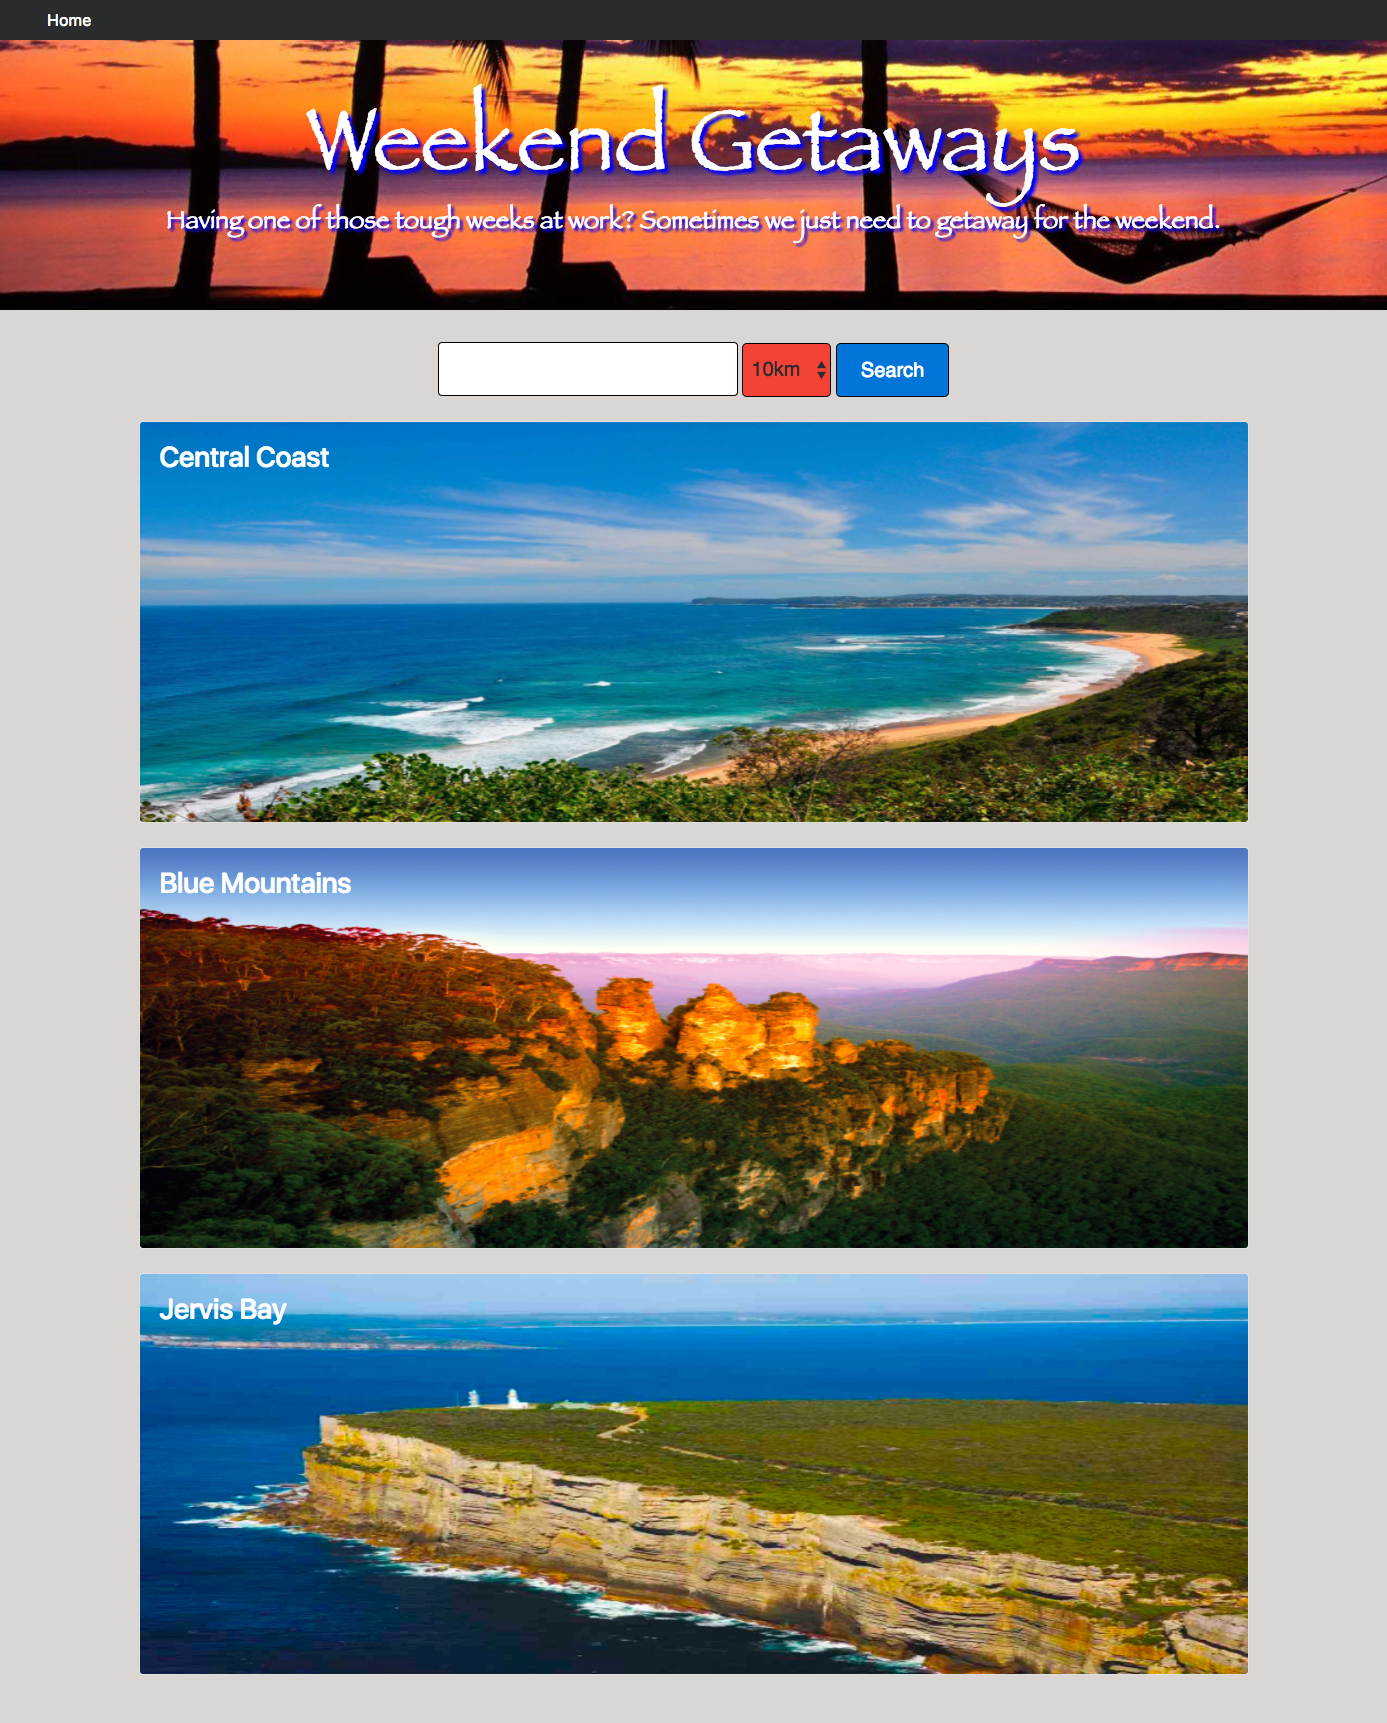 Home
Weekend Getaways
Having one of those tough weeks at work? Sometimes we just need to getaway for the weekend.
10km Search
Central Coast
Blue Mountains
Jervis Bay